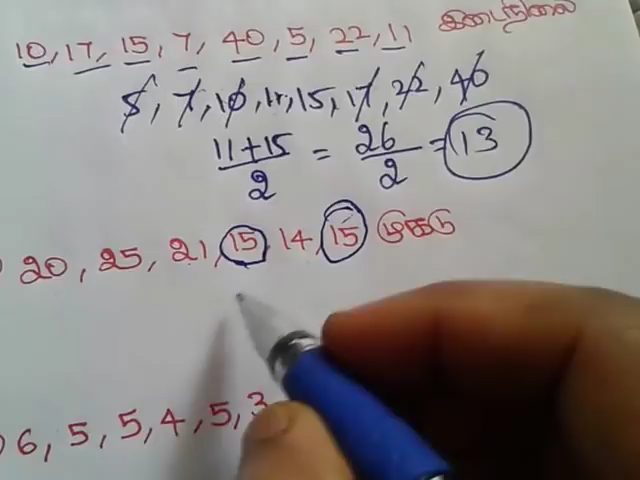 10, 17, 15, 7, 40, 5, 22, 11 இடைநிலை
5, 7, 10, 11, 15, 17, 22, 40
11+15/2 = 26/2 = 13
20, 25, 21, 15, 14, 15 முகடு
6, 5, 5, 4, 5, 3